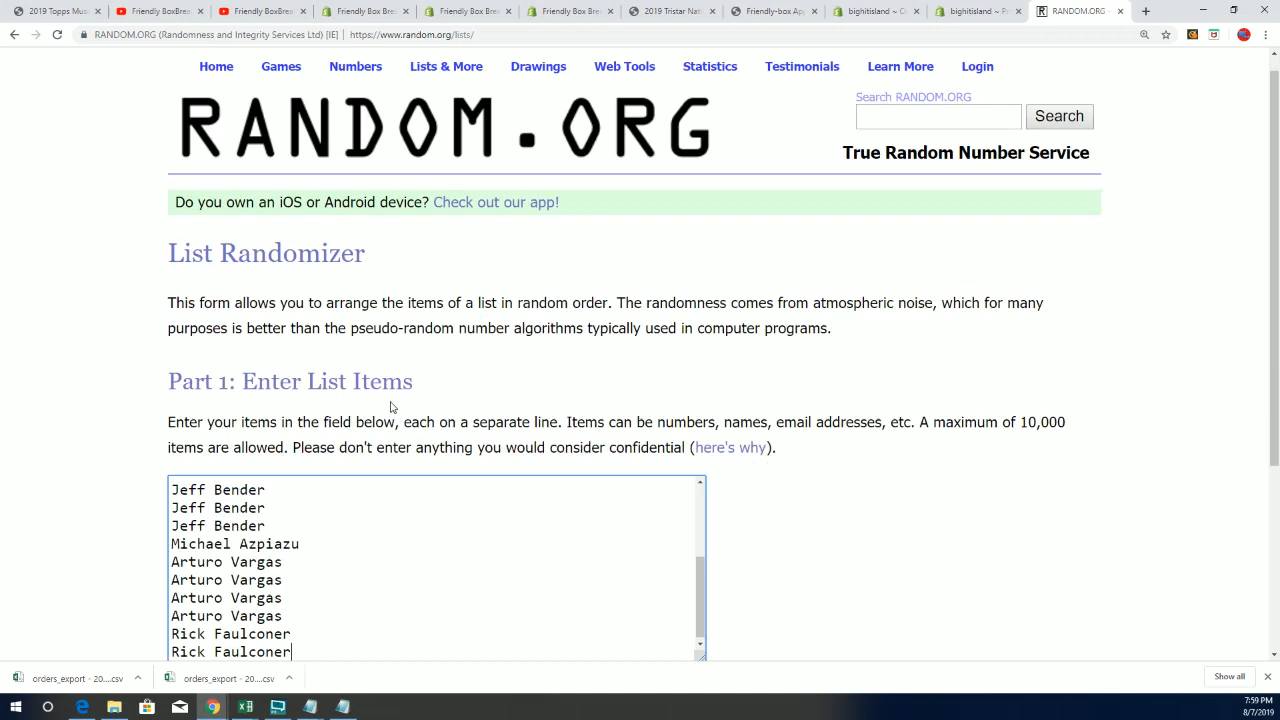 2019 Topps Mus
Friendly BoxBre
Friendly BoxBre
Friendly Box Bre
Friendly Box Bre
Friendly Box Bre
2019 Tristar Nat
Friendly-box Ap
bighitisland ~ C
bighitisland ~ P
RANDOM.ORG -
RANDOM.ORG (Randomness and Integrity Services Ltd) [IE] | https://www.random.org/lists/
Home Games Numbers Lists & More Drawings Web Tools Statistics Testimonials Learn More Login
RANDOM.ORG
Search RANDOM.ORG
Search
True Random Number Service
Do you own an iOS or Android device? Check out our app!
List Randomizer
This form allows you to arrange the items of a list in random order. The randomness comes from atmospheric noise, which for many
purposes is better than the pseudo-random number algorithms typically used in computer programs.
Part 1: Enter List Items
Enter your items in the field below, each on a separate line. Items can be numbers, names, email addresses, etc. A maximum of 10,000
items are allowed. Please don't enter anything you would consider confidential (here's why).
Jeff Bender
Jeff Bender
Jeff Bender
Michael Azpiazu
Arturo Vargas
Arturo Vargas
Arturo Vargas
Arturo Vargas
Rick Faulconer
Rick Faulconer
orders_export - 20....csv
orders_export - 20....csv
Show all
7:59 PM
8/7/2019